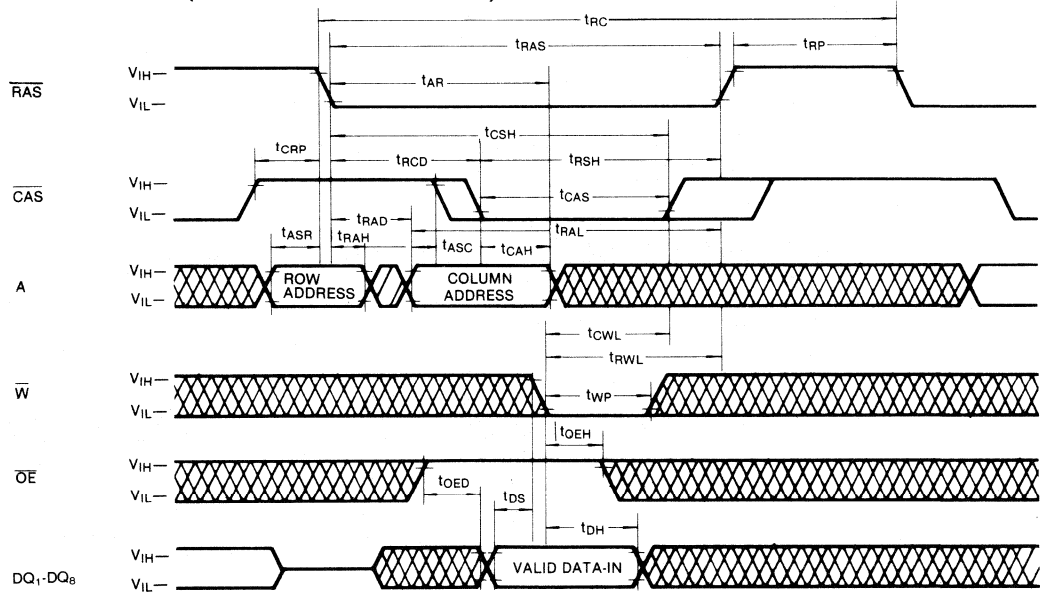 tRC
tRAS
tRP
RAS
VIH
VIL
tAR
tCSH
tCRP
tRCD
tRSH
CAS
VIH
VIL
tCAS
tRAD
tRAL
tASR
tRAH
tASC
tCAH
A
VIH
VIL
ROW
ADDRESS
COLUMN
ADDRESS
tCWL
tRWL
W
VIH
VIL
tWP
tOEH
OE
VIH
VIL
tOED
tDS
tDH
DQ1-DQ8
VIH
VIL
VALID DATA-IN